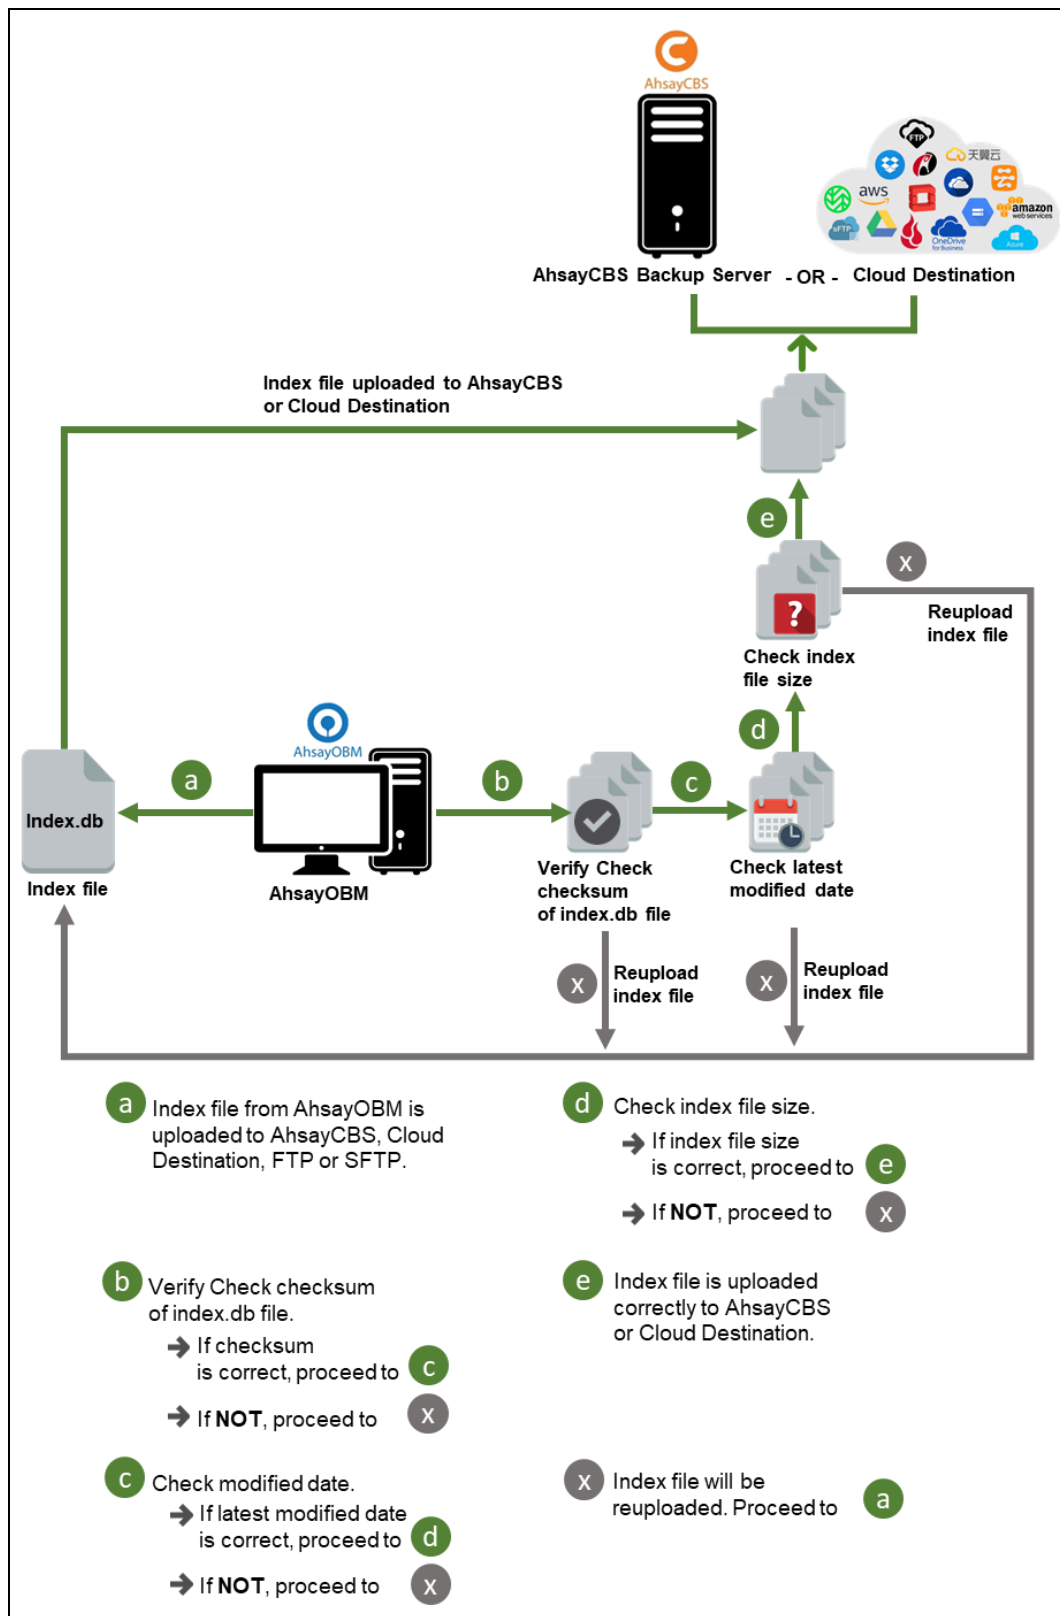 AhsayCBS
FTP
天翼云
aws
amazon
web services
sFTP
OneDrive
for Business
Azure
AhsayCBS Backup Server - OR - Cloud Destination
Index file uploaded to AhsayCBS
or Cloud Destination
e
x
Reupload
index file
?
Check index
file size
d
AhsayOBM
a
b
c
Index.db
Index file
AhsayOBM
Verify Check
checksum
of index.db file
Check latest
modified date
x
Reupload
index file
x
Reupload
index file
a
Index file from AhsayOBM is
uploaded to AhsayCBS, Cloud
Destination, FTP or SFTP.
d
Check index file size.
If index file size
is correct, proceed to e
If NOT, proceed to x
b
Verify Check checksum
of index.db file.
If checksum
is correct, proceed to c
If NOT, proceed to x
e
Index file is uploaded
correctly to AhsayCBS
or Cloud Destination.
c
Check modified date.
If latest modified date
is correct, proceed to d
If NOT, proceed to x
x
Index file will be
reuploaded. Proceed to a